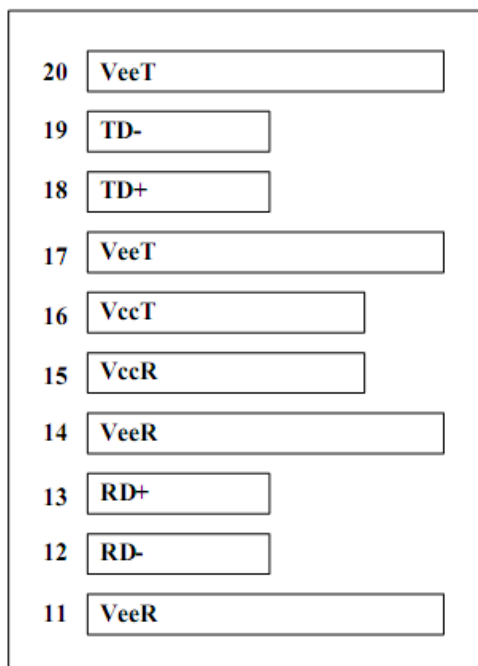 20 VeeT
19 TD-
18 TD+
17 VeeT
16 VccT
15 VccR
14 VeeR
13 RD+
12 RD-
11 VeeR